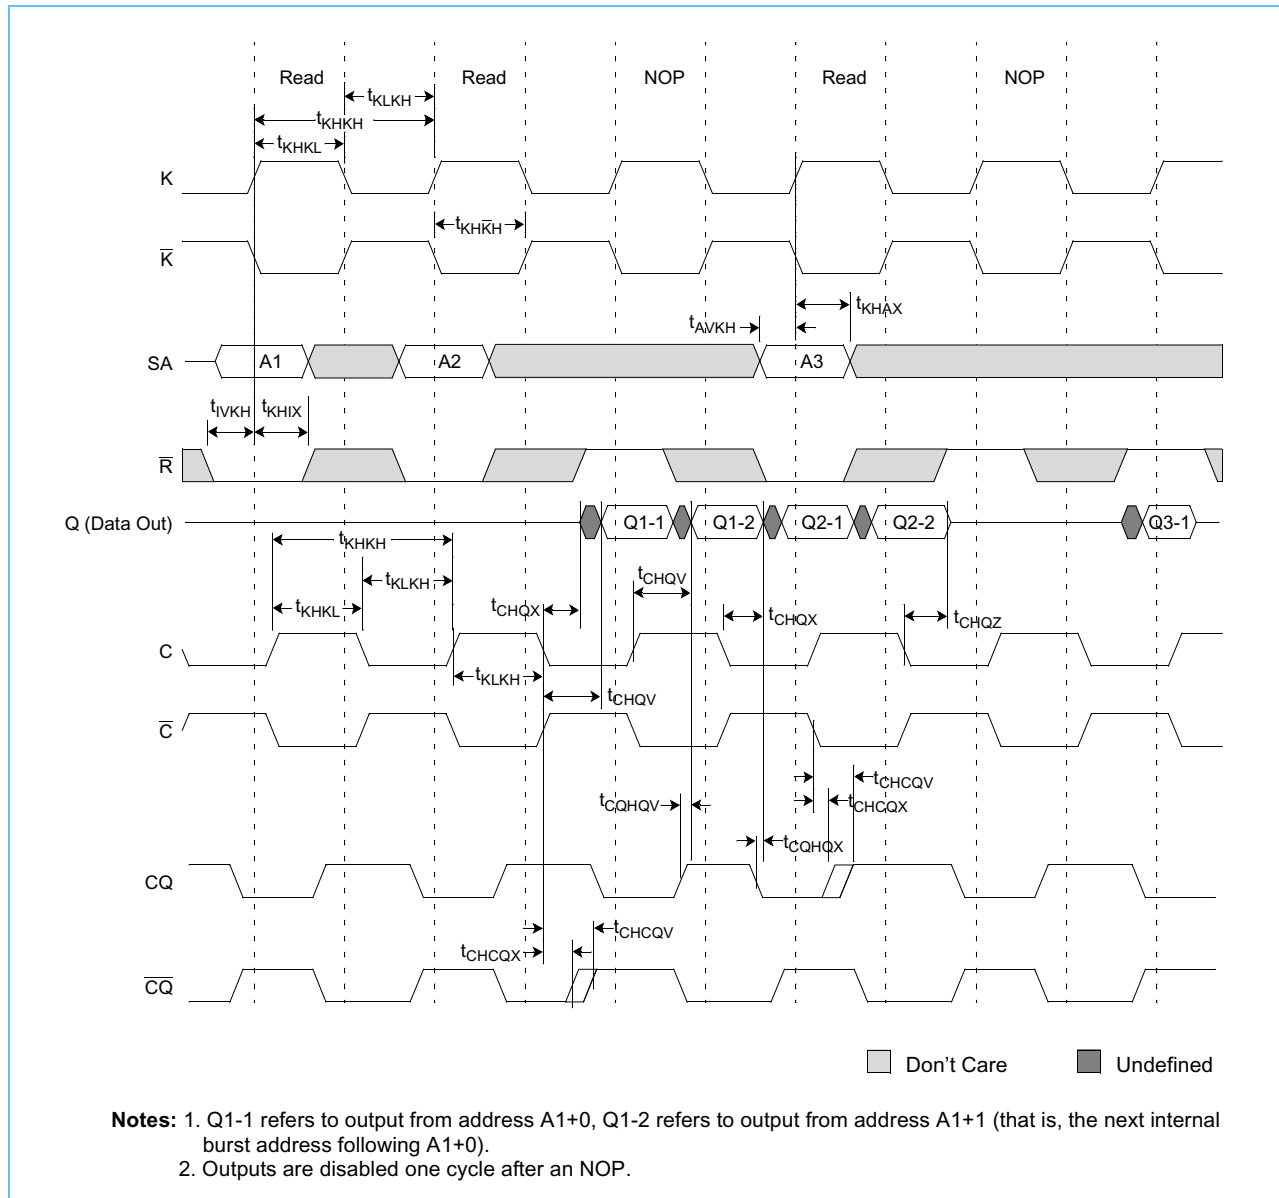 Read Read NOP Read NOP
tKLKH
tKHKH
tKHKL
K
tKHK̅H
K̅
tKHAX
tAVKH
SA A1 A2 A3
tIVKH tKHIX
R̅
Q (Data Out) Q1-1 Q1-2 Q2-1 Q2-2 Q3-1
tKHKH
tKLKH tCHQV
tKHKL tCHQX tCHQX tCHQZ
C
tKLKH tCHQV
C̅
tCHCQV
tCQHQV tCHCQX
tCQHQX
CQ
tCHCQV
tCHCQX
C̅Q̅
Don't Care Undefined
Notes: 1. Q1-1 refers to output from address A1+0, Q1-2 refers to output from address A1+1 (that is, the next internal
burst address following A1+0).
2. Outputs are disabled one cycle after an NOP.